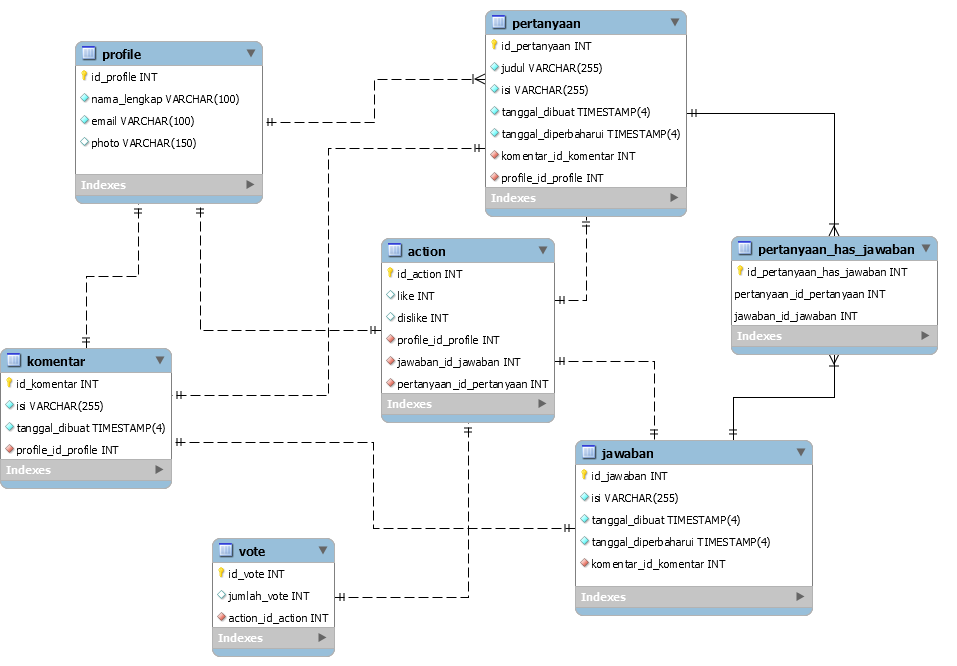 profile
id_profile INT
nama_lengkap VARCHAR(100)
email VARCHAR(100)
photo VARCHAR(150)
Indexes
pertanyaan
id_pertanyaan INT
judul VARCHAR(255)
isi VARCHAR(255)
tanggal_dibuat TIMESTAMP(4)
tanggal_diperbaharui TIMESTAMP(4)
komentar_id_komentar INT
profile_id_profile INT
Indexes
action
id_action INT
like INT
dislike INT
profile_id_profile INT
jawaban_id_jawaban INT
pertanyaan_id_pertanyaan INT
Indexes
pertanyaan_has_jawaban
id_pertanyaan_has_jawaban INT
pertanyaan_id_pertanyaan INT
jawaban_id_jawaban INT
Indexes
komentar
id_komentar INT
isi VARCHAR(255)
tanggal_dibuat TIMESTAMP(4)
profile_id_profile INT
Indexes
jawaban
id_jawaban INT
isi VARCHAR(255)
tanggal_dibuat TIMESTAMP(4)
tanggal_diperbaharui TIMESTAMP(4)
komentar_id_komentar INT
Indexes
vote
id_vote INT
jumlah_vote INT
action_id_action INT
Indexes